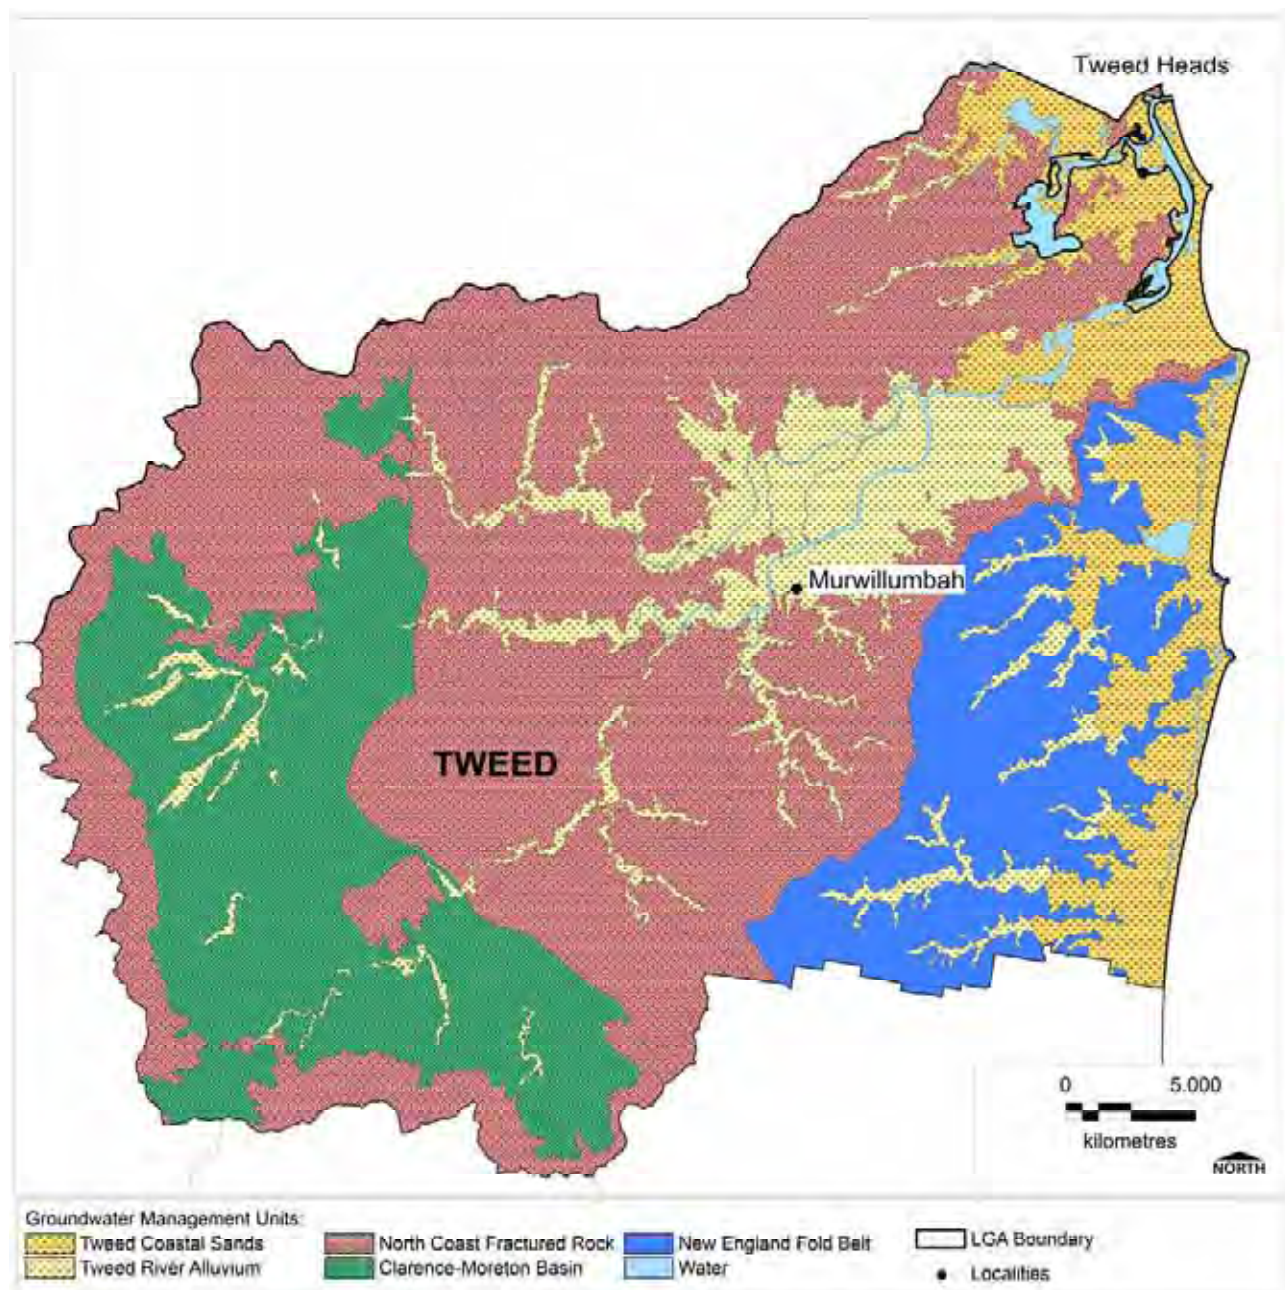 Tweed Heads
Murwillumbah
TWEED
0 5.000
kilometres
NORTH
Groundwater Management Units:
Tweed Coastal Sands
North Coast Fractured Rock
New England Fold Belt
LGA Boundary
Tweed River Alluvium
Clarence-Moreton Basin
Water
Localities